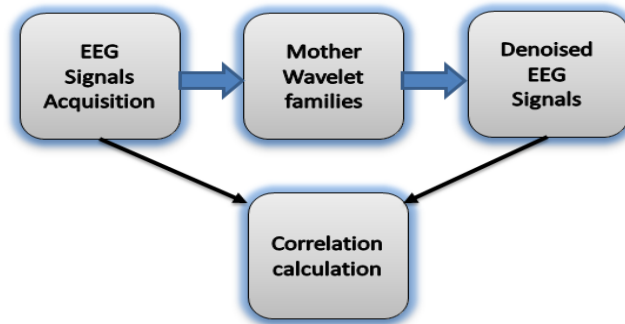 EEG
Signals
Acquisition
Mother
Wavelet
families
Denoised
EEG
Signals
Correlation
calculation